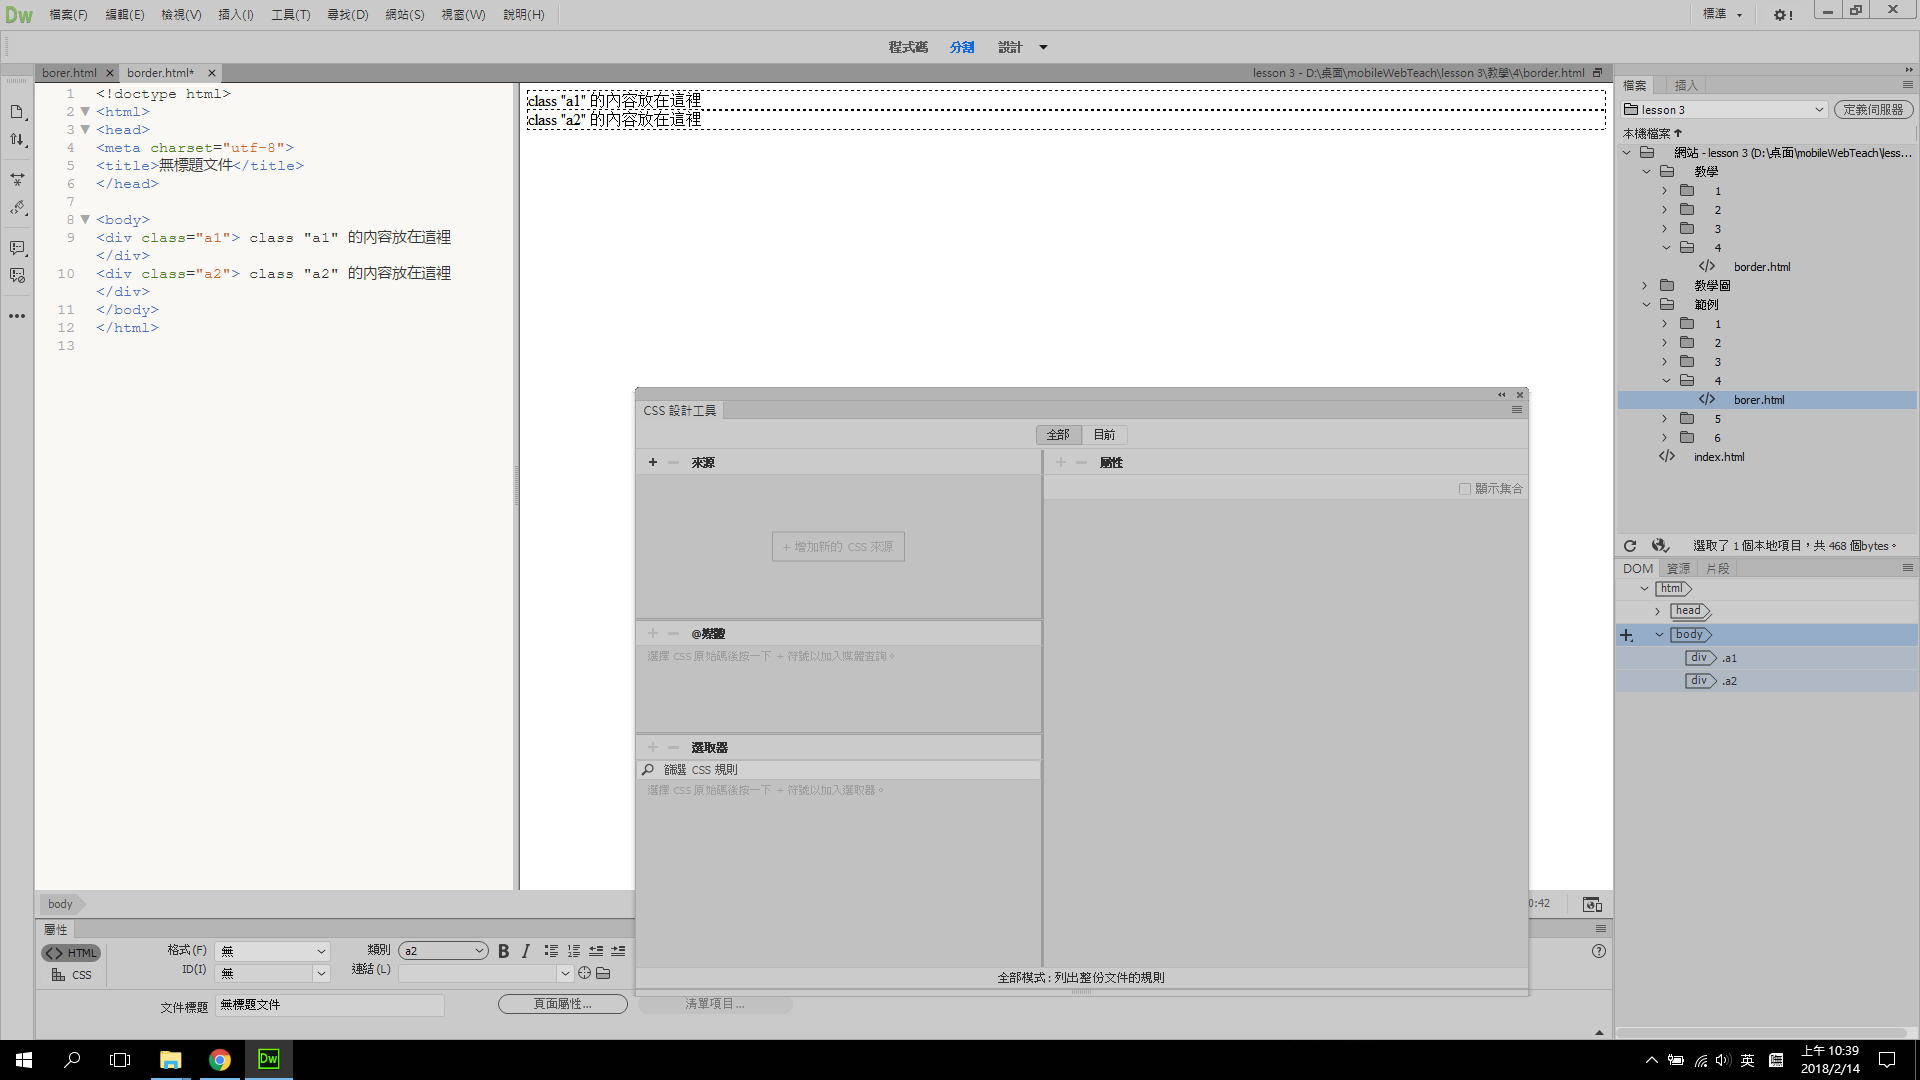 Dw 檔案(F) 編輯(E) 檢視(V) 插入(I) 工具(T) 尋找(D) 網站(S) 視窗(W) 說明(H) 標準
程式碼 分割 設計
borer.html border.html* lesson 3 - D:\桌面\mobileWebTeach\lesson 3\教學\4\border.html
1 <!doctype html>
2 <html>
3 <head>
4 <meta charset="utf-8">
5 <title>無標題文件</title>
6 </head>
7
8 <body>
9 <div class="a1"> class "a1" 的內容放在這裡
</div>
10 <div class="a2"> class "a2" 的內容放在這裡
</div>
11 </body>
12 </html>
13
class "a1" 的內容放在這裡
class "a2" 的內容放在這裡
CSS 設計工具
全部 目前
來源
+ 增加新的 CSS 來源
@媒體
選擇 CSS 原始碼後按一下 + 符號以加入媒體查詢。
選取器
篩選 CSS 規則
選擇 CSS 原始碼後按一下 + 符號以加入選取器。
屬性
顯示集合
全部模式 : 列出整份文件的規則
檔案 插入
lesson 3 定義伺服器
本機檔案
網站 - lesson 3 (D:\桌面\mobileWebTeach\less...
教學
1
2
3
4
border.html
教學圖
範例
1
2
3
4
borer.html
5
6
index.html
選取了 1 個本地項目，共 468 個bytes。
DOM 資源 片段
html
head
body
div .a1
div .a2
body 0:42
屬性
HTML 格式(F) 無 類別 a2 B I
CSS ID(I) 無 連結(L)
文件標題 無標題文件 頁面屬性... 清單項目...
Dw 英 上午 10:39
2018/2/14